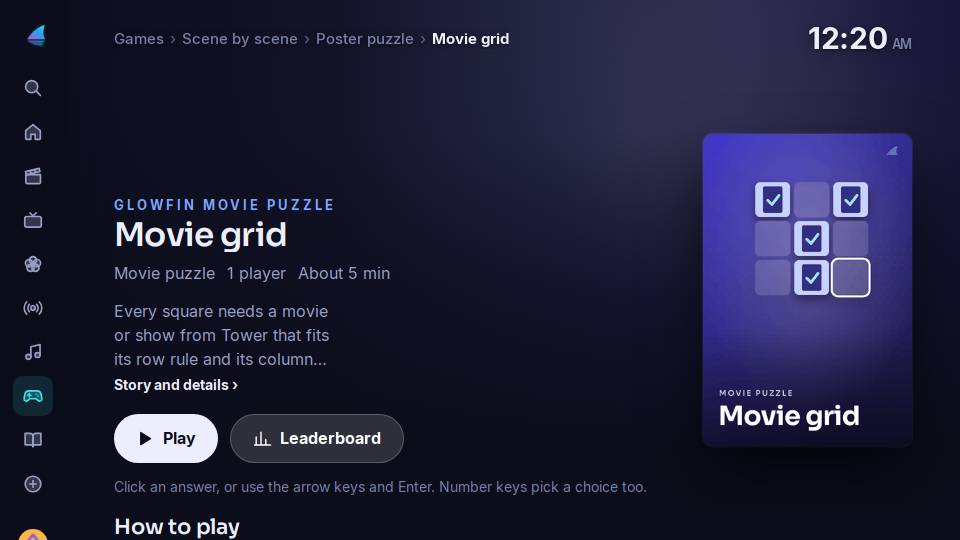 Games › Scene by scene › Poster puzzle › Movie grid
12:20 AM
GLOWFIN MOVIE PUZZLE
Movie grid
Movie puzzle 1 player About 5 min
Every square needs a movie
or show from Tower that fits
its row rule and its column...
Story and details ›
Play
Leaderboard
Click an answer, or use the arrow keys and Enter. Number keys pick a choice too.
How to play
MOVIE PUZZLE
Movie grid